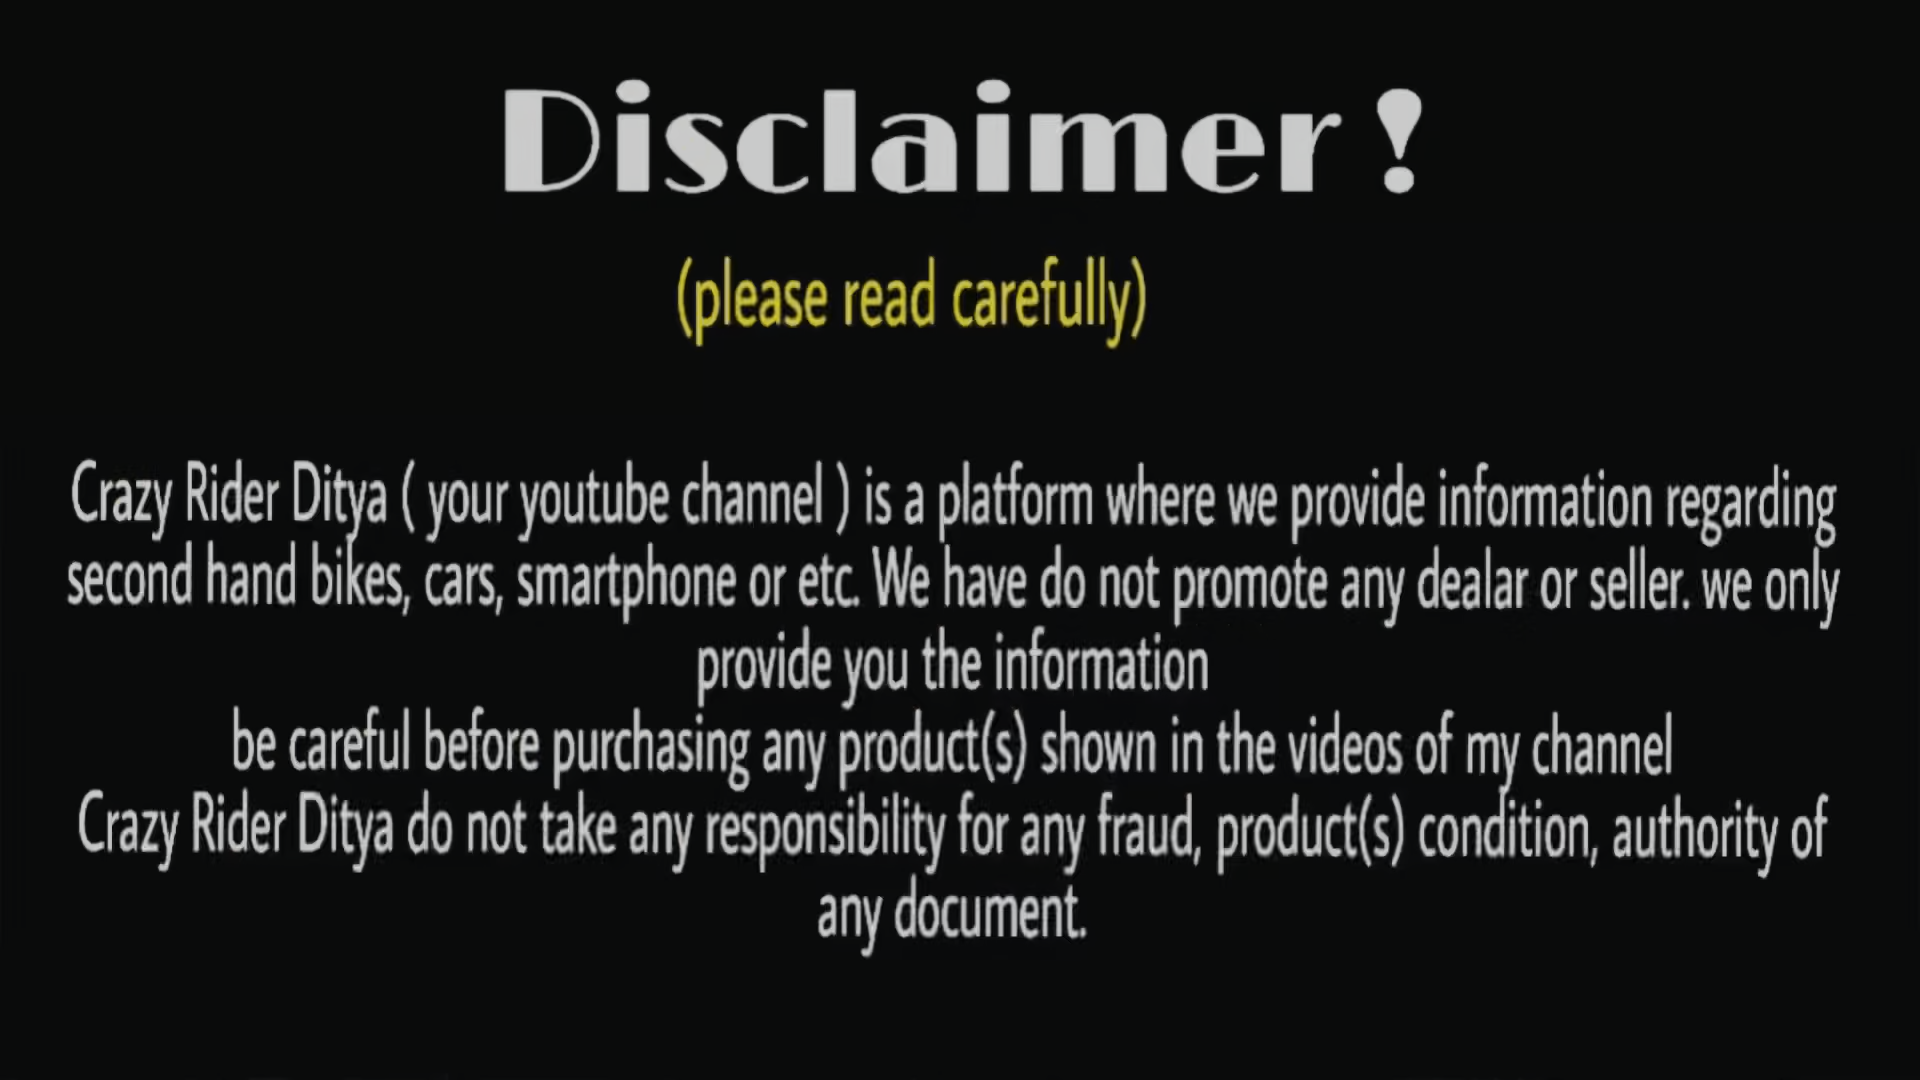 Disclaimer !
(please read carefully)
Crazy Rider Ditya ( your youtube channel ) is a platform where we provide information regarding
second hand bikes, cars, smartphone or etc. We have do not promote any dealar or seller. we only
provide you the information
be careful before purchasing any product(s) shown in the videos of my channel
Crazy Rider Ditya do not take any responsibility for any fraud, product(s) condition, authority of
any document.